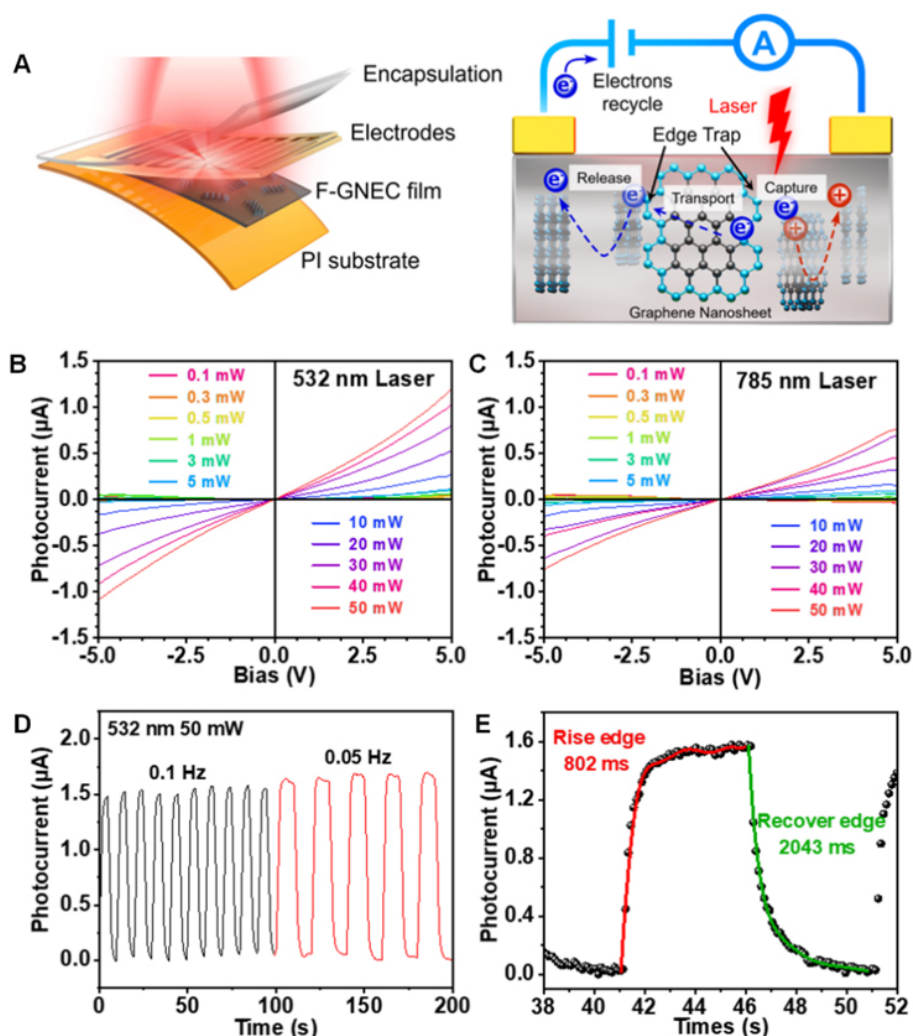 A
Encapsulation
Electrodes
F-GNEC film
PI substrate
A
e⁻
Electrons
recycle
Laser
Edge Trap
Release
Transport
Capture
e⁻
e⁻
e⁻
e⁻
+
+
Graphene Nanosheet
B
532 nm Laser
0.1 mW
0.3 mW
0.5 mW
1 mW
3 mW
5 mW
10 mW
20 mW
30 mW
40 mW
50 mW
1.5
1.0
0.5
0.0
-0.5
-1.0
-1.5
Photocurrent (μA)
-5.0 -2.5 0.0 2.5 5.0
Bias (V)
C
785 nm Laser
0.1 mW
0.3 mW
0.5 mW
1 mW
3 mW
5 mW
10 mW
20 mW
30 mW
40 mW
50 mW
1.5
1.0
0.5
0.0
-0.5
-1.0
-1.5
Photocurrent (μA)
-5.0 -2.5 0.0 2.5 5.0
Bias (V)
D
532 nm 50 mW
0.1 Hz
0.05 Hz
2.0
1.5
1.0
0.5
0.0
Photocurrent (μA)
0 50 100 150 200
Time (s)
E
Rise edge
802 ms
Recover edge
2043 ms
1.6
1.2
0.8
0.4
0.0
Photocurrent (μA)
38 40 42 44 46 48 50 52
Times (s)